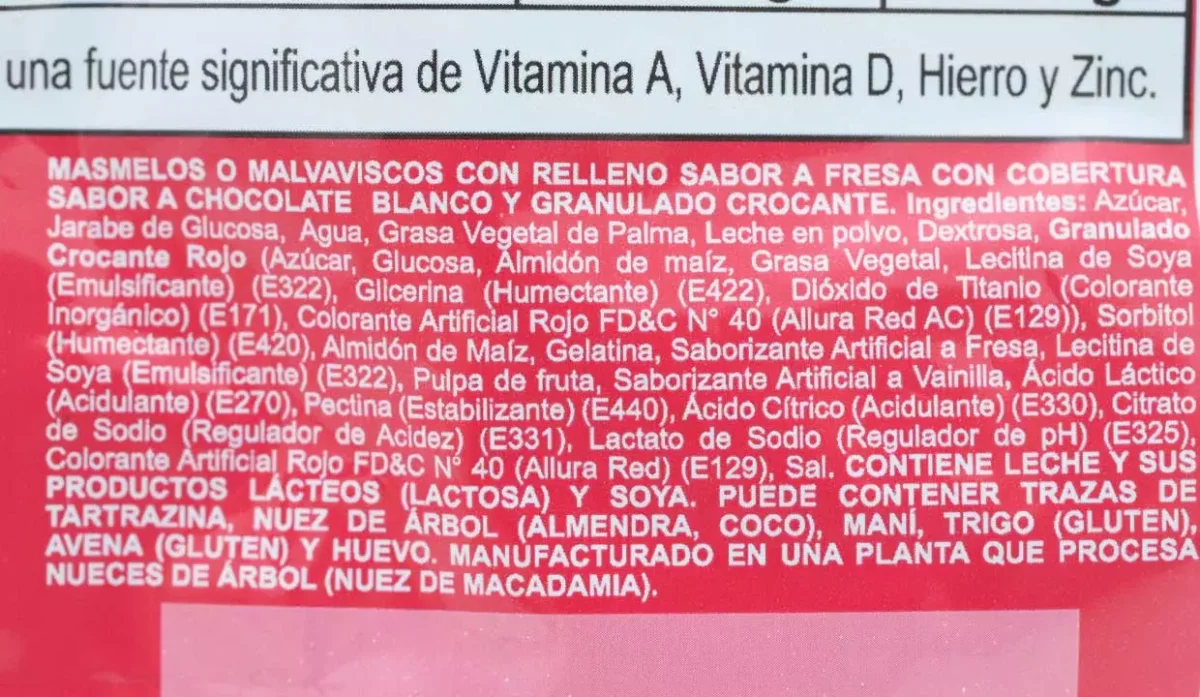 una fuente significativa de Vitamina A, Vitamina D, Hierro y Zinc.
MASMELOS O MALVAVISCOS CON RELLENO SABOR A FRESA CON COBERTURA
SABOR A CHOCOLATE BLANCO Y GRANULADO CROCANTE. Ingredientes: Azúcar,
Jarabe de Glucosa, Agua, Grasa Vegetal de Palma, Leche en polvo, Dextrosa, Granulado
Crocante Rojo (Azúcar, Glucosa, Almidón de maíz, Grasa Vegetal, Lecitina de Soya
(Emulsificante) (E322), Glicerina (Humectante) (E422), Dióxido de Titanio (Colorante
Inorgánico) (E171), Colorante Artificial Rojo FD&C N° 40 (Allura Red AC) (E129)), Sorbitol
(Humectante) (E420), Almidón de Maíz, Gelatina, Saborizante Artificial a Fresa, Lecitina de
Soya (Emulsificante) (E322), Pulpa de fruta, Saborizante Artificial a Vainilla, Ácido Láctico
(Acidulante) (E270), Pectina (Estabilizante) (E440), Ácido Cítrico (Acidulante) (E330), Citrato
de Sodio (Regulador de Acidez) (E331), Lactato de Sodio (Regulador de pH) (E325),
Colorante Artificial Rojo FD&C N° 40 (Allura Red) (E129), Sal. CONTIENE LECHE Y SUS
PRODUCTOS LÁCTEOS (LACTOSA) Y SOYA. PUEDE CONTENER TRAZAS DE
TARTRAZINA, NUEZ DE ÁRBOL (ALMENDRA, COCO), MANÍ, TRIGO (GLUTEN),
AVENA (GLUTEN) Y HUEVO. MANUFACTURADO EN UNA PLANTA QUE PROCESA
NUECES DE ÁRBOL (NUEZ DE MACADAMIA).